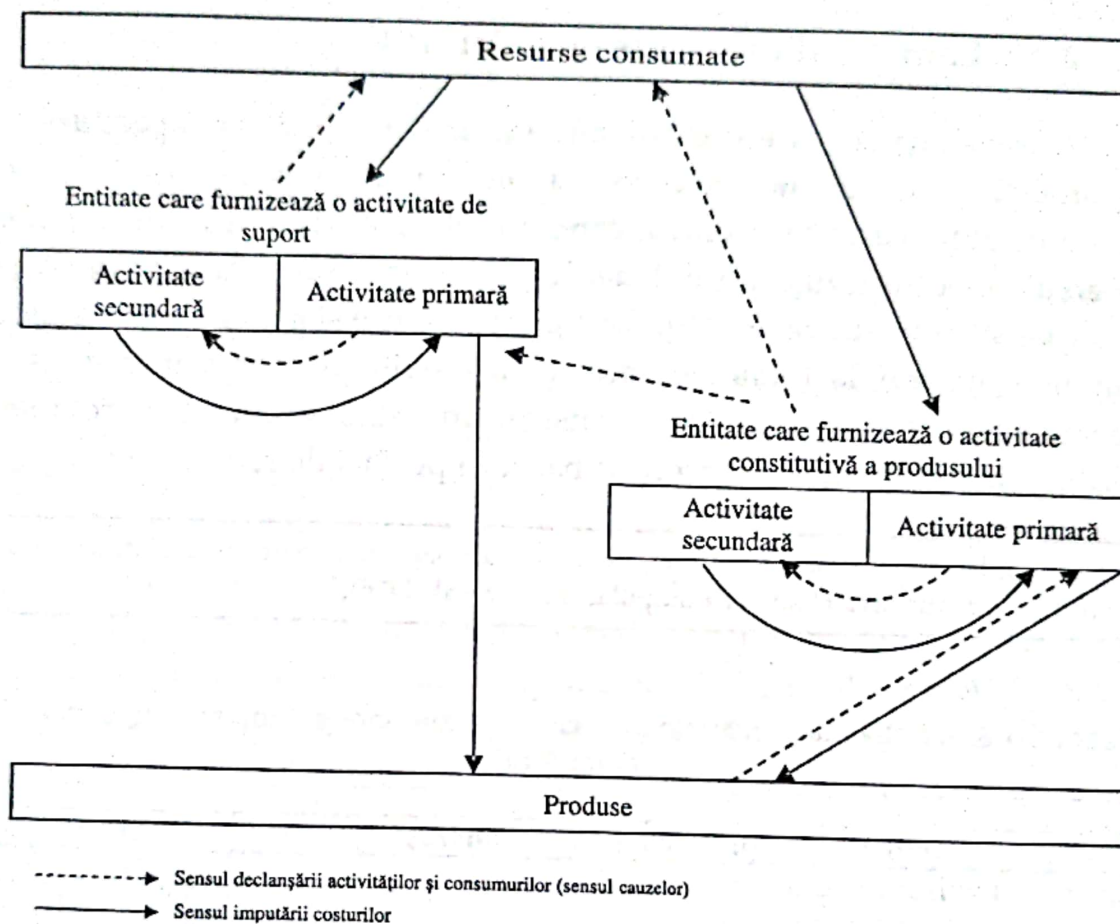 Resurse consumate
Entitate care furnizează o activitate de
suport
Activitate
secundară
Activitate primară
Entitate care furnizează o activitate
constitutivă a produsului
Activitate
secundară
Activitate primară
Produse
Sensul declanşării activităţilor şi consumurilor (sensul cauzelor)
Sensul imputării costurilor